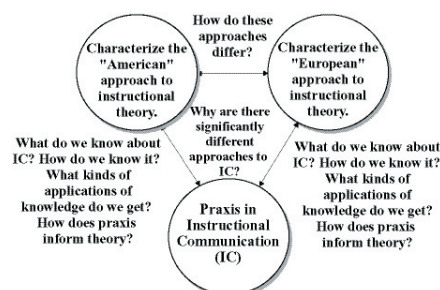 How do these
approaches
differ?
Characterize the
"American"
approach to
instructional
theory.
Characterize the
"European"
approach to
instructional
theory.
Why are there
significantly
different
approaches to
IC?
What do we know about
IC? How do we know it?
What kinds of
applications of
knowledge do we get?
How does praxis
inform theory?
What do we know about
IC? How do we know it?
What kinds of
applications of
knowledge do we get?
How does praxis
inform theory?
Praxis in
Instructional
Communication
(IC)